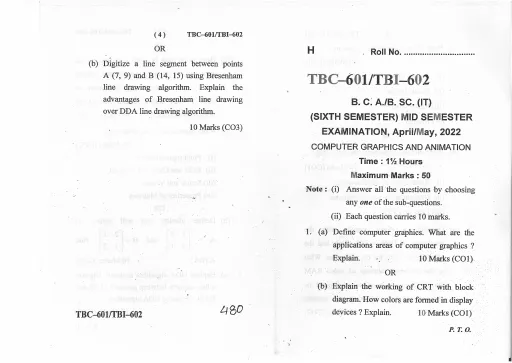 ( 4 ) TBC–601/TBI–602
OR
(b) Digitize a line segment between points
A (7, 9) and B (14, 15) using Bresenham
line drawing algorithm. Explain the
advantages of Bresenham line drawing
over DDA line drawing algorithm.
10 Marks (CO3)
TBC–601/TBI–602
480
H Roll No. ..............................
TBC–601/TBI–602
B. C. A./B. SC. (IT)
(SIXTH SEMESTER) MID SEMESTER
EXAMINATION, April/May, 2022
COMPUTER GRAPHICS AND ANIMATION
Time : 1½ Hours
Maximum Marks : 50
Note : (i) Answer all the questions by choosing
any one of the sub-questions.
(ii) Each question carries 10 marks.
1. (a) Define computer graphics. What are the
applications areas of computer graphics ?
Explain. 10 Marks (CO1)
OR
(b) Explain the working of CRT with block
diagram. How colors are formed in display
devices ? Explain. 10 Marks (CO1)
P. T. O.